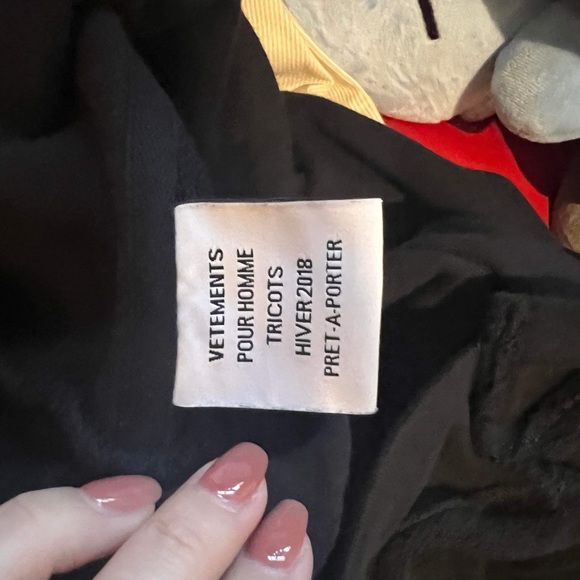 VETEMENTS
POUR HOMME
TRICOTS
HIVER 2018
PRET-A-PORTER